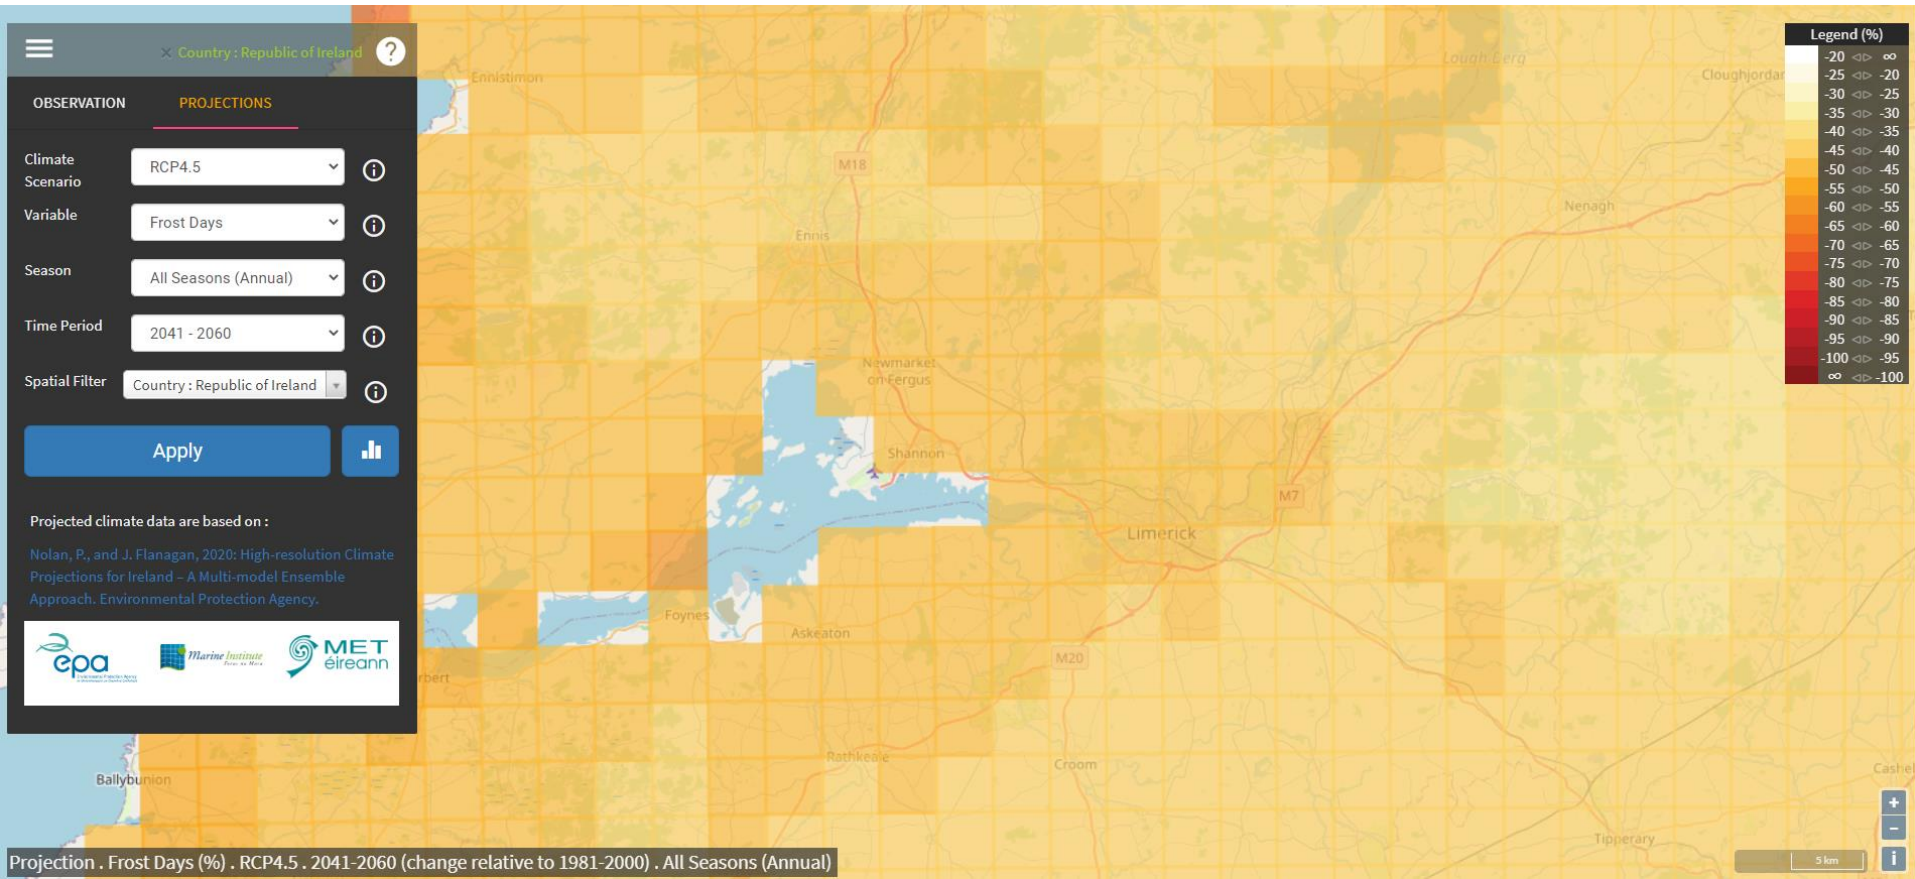 × Country : Republic of Ireland ?
OBSERVATION PROJECTIONS
Climate Scenario RCP4.5
Variable Frost Days
Season All Seasons (Annual)
Time Period 2041 - 2060
Spatial Filter Country : Republic of Ireland
Apply
Projected climate data are based on :
Nolan, P., and J. Flanagan, 2020: High-resolution Climate
Projections for Ireland – A Multi-model Ensemble
Approach. Environmental Protection Agency.
epa
Marine Institute
MET
éireann
Ennistimon
Lough Derg
M18
Ennis
Nenagh
Newmarket
on Fergus
Shannon
M7
Limerick
Foynes
Askeaton
M20
Rathkeale
Croom
Ballybunion
Tipperary
Legend (%)
-20 ◁▷ ∞
-25 ◁▷ -20
-30 ◁▷ -25
-35 ◁▷ -30
-40 ◁▷ -35
-45 ◁▷ -40
-50 ◁▷ -45
-55 ◁▷ -50
-60 ◁▷ -55
-65 ◁▷ -60
-70 ◁▷ -65
-75 ◁▷ -70
-80 ◁▷ -75
-85 ◁▷ -80
-90 ◁▷ -85
-95 ◁▷ -90
-100 ◁▷ -95
∞ ◁▷ -100
+
−
i
5 km
Projection . Frost Days (%) . RCP4.5 . 2041-2060 (change relative to 1981-2000) . All Seasons (Annual)